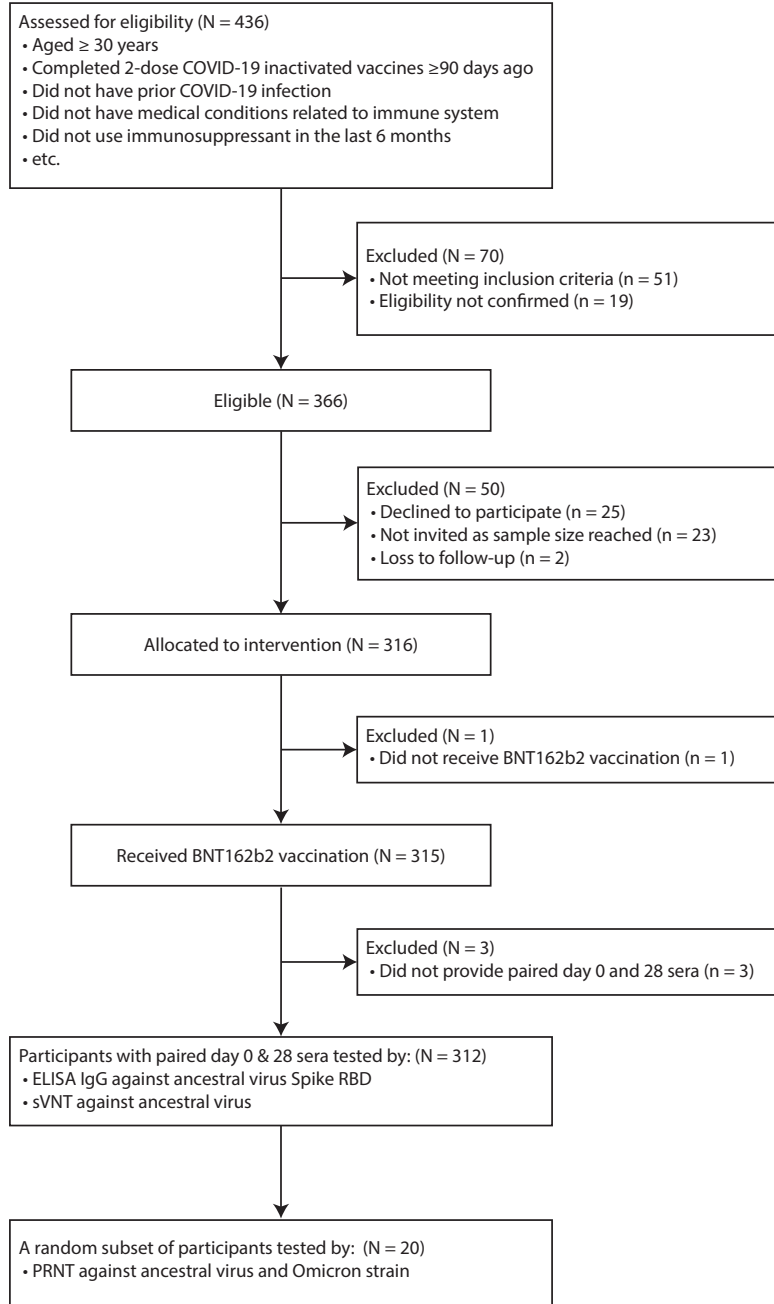 Assessed for eligibility (N = 436)
• Aged ≥ 30 years
• Completed 2-dose COVID-19 inactivated vaccines ≥90 days ago
• Did not have prior COVID-19 infection
• Did not have medical conditions related to immune system
• Did not use immunosuppressant in the last 6 months
• etc.
Excluded (N = 70)
• Not meeting inclusion criteria (n = 51)
• Eligibility not confirmed (n = 19)
Eligible (N = 366)
Excluded (N = 50)
• Declined to participate (n = 25)
• Not invited as sample size reached (n = 23)
• Loss to follow-up (n = 2)
Allocated to intervention (N = 316)
Excluded (N = 1)
• Did not receive BNT162b2 vaccination (n = 1)
Received BNT162b2 vaccination (N = 315)
Excluded (N = 3)
• Did not provide paired day 0 and 28 sera (n = 3)
Participants with paired day 0 & 28 sera tested by: (N = 312)
• ELISA IgG against ancestral virus Spike RBD
• sVNT against ancestral virus
A random subset of participants tested by: (N = 20)
• PRNT against ancestral virus and Omicron strain